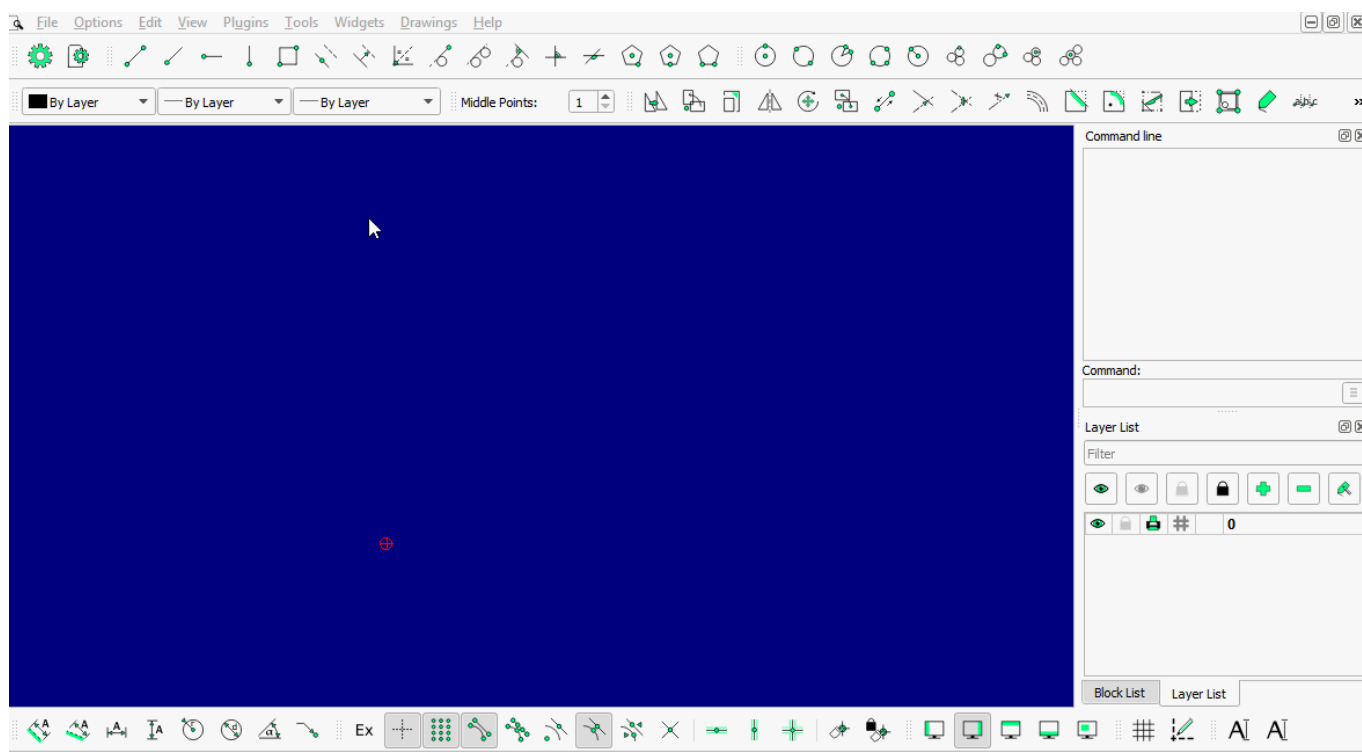 File Options Edit View Plugins Tools Widgets Drawings Help
By Layer By Layer By Layer Middle Points: 1
Command line
Command:
Layer List
Filter
0
Block List Layer List
Ex